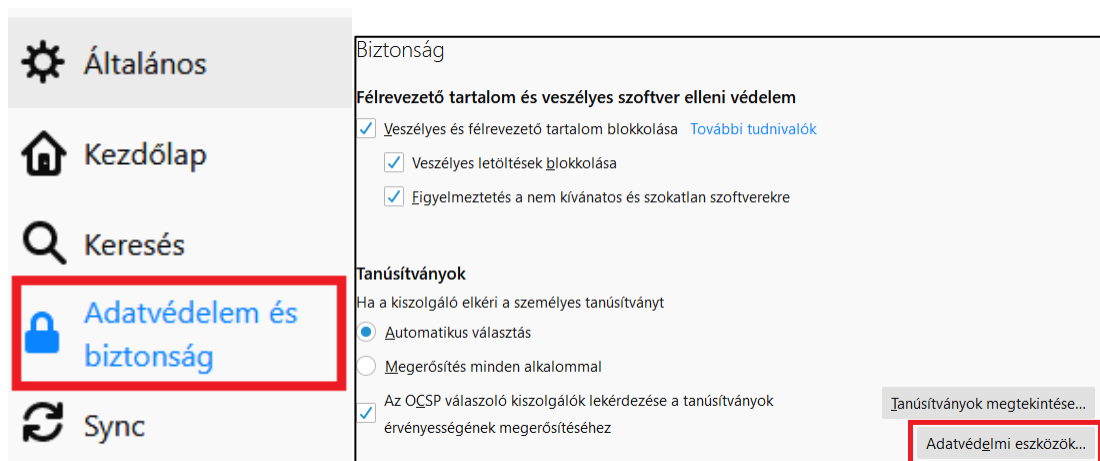 Általános
Kezdőlap
Keresés
Adatvédelem és
biztonság
Sync
Biztonság
Félrevezető tartalom és veszélyes szoftver elleni védelem
Veszélyes és félrevezető tartalom blokkolása További tudnivalók
Veszélyes letöltések blokkolása
Figyelmeztetés a nem kívánatos és szokatlan szoftverekre
Tanúsítványok
Ha a kiszolgáló elkéri a személyes tanúsítványt
Automatikus választás
Megerősítés minden alkalommal
Az OCSP válaszoló kiszolgálók lekérdezése a tanúsítványok
érvényességének megerősítéséhez
Tanúsítványok megtekintése...
Adatvédelmi eszközök...